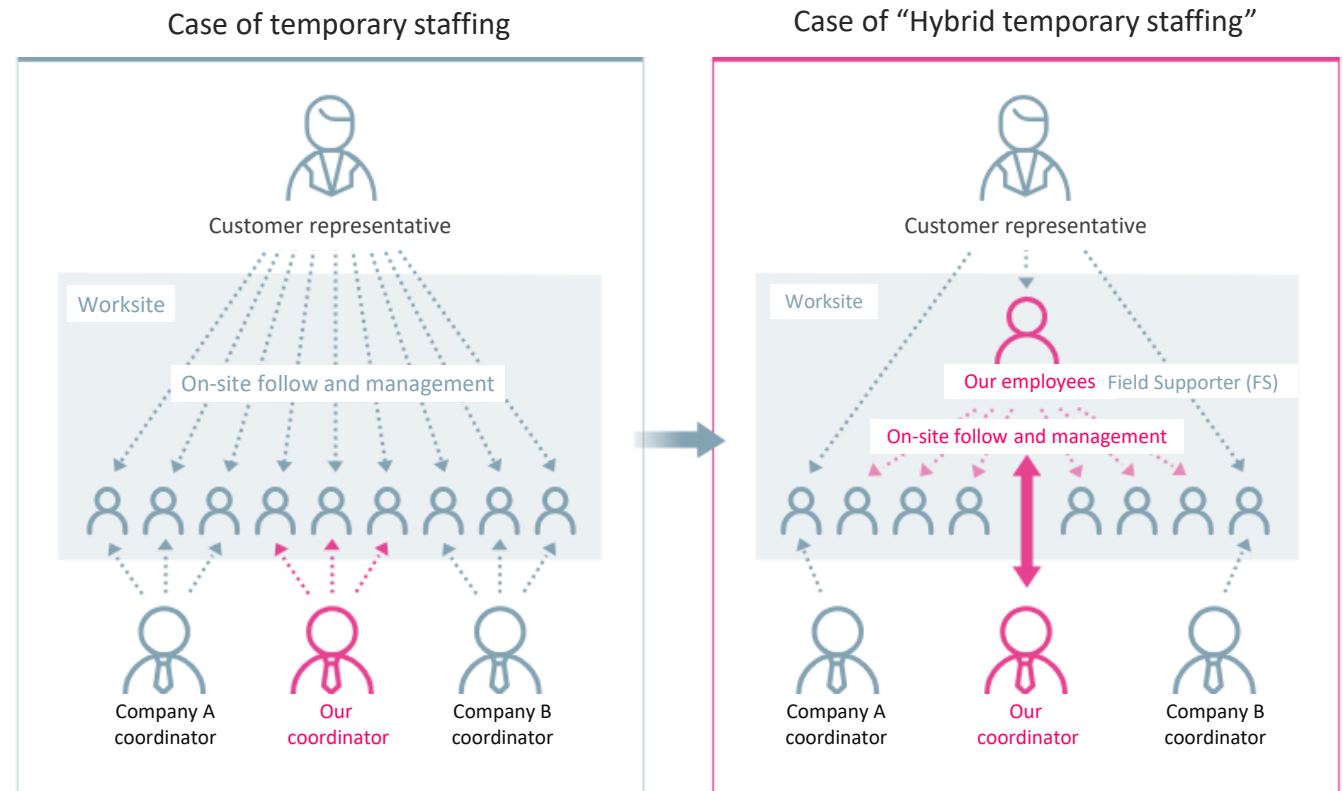 Case of temporary staffing
Customer representative
Worksite
On-site follow and management
Company A
coordinator
Our
coordinator
Company B
coordinator
Case of “Hybrid temporary staffing”
Customer representative
Worksite
Our employees Field Supporter (FS)
On-site follow and management
Company A
coordinator
Our
coordinator
Company B
coordinator